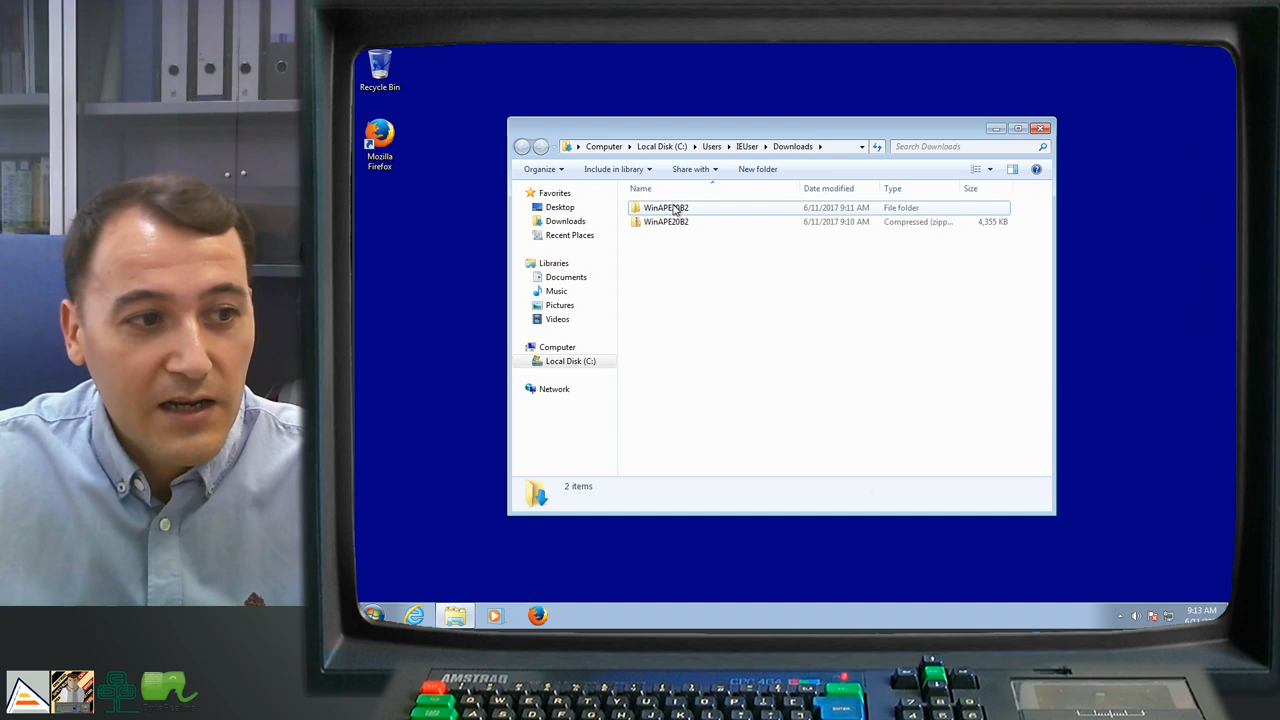 Recycle Bin
Mozilla
Firefox
Computer
Local Disk (C:)
Users
IEUser
Downloads
Search Downloads
Organize
Include in library
Share with
New folder
Name
Date modified
Type
Size
Favorites
Desktop
Downloads
Recent Places
Libraries
Documents
Music
Pictures
Videos
Computer
Local Disk (C:)
Network
WinAPE20B2
6/11/2017 9:11 AM
File folder
WinAPE20B2
6/11/2017 9:10 AM
Compressed (zipp...
4,355 KB
2 items
9:13 AM
AMSTRAD
CPC 464
ENTER